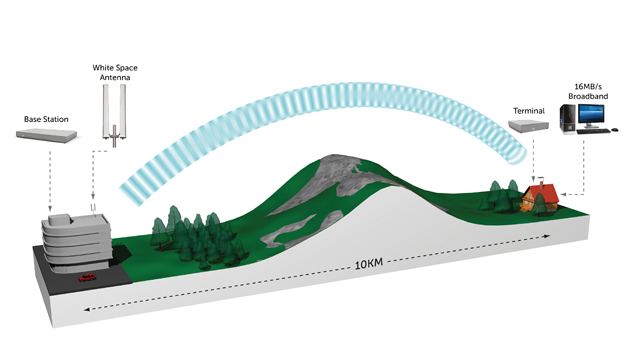 White Space
Antenna
Base Station
16MB/s
Broadband
Terminal
10KM